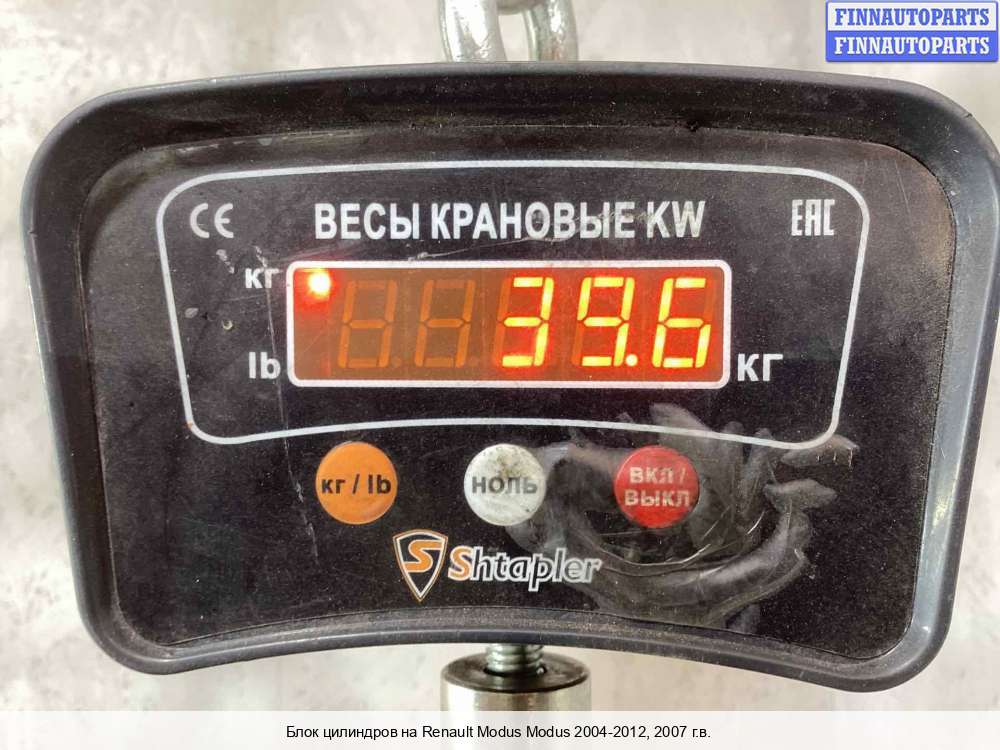 FINNAUTOPARTS
FINNAUTOPARTS
CE
ВЕСЫ КРАНОВЫЕ KW
EAC
кг
39.6
lb
КГ
кг / lb
НОЛЬ
ВКЛ /
ВЫКЛ
S Shtapler
Блок цилиндров на Renault Modus Modus 2004-2012, 2007 г.в.